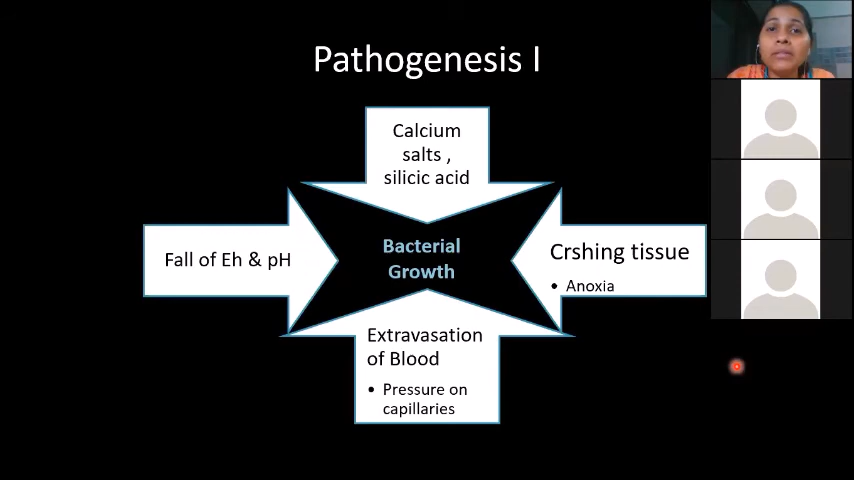 Pathogenesis I
Calcium
salts ,
silicic acid
Fall of Eh & pH
Bacterial
Growth
Crshing tissue
• Anoxia
Extravasation
of Blood
• Pressure on
capillaries